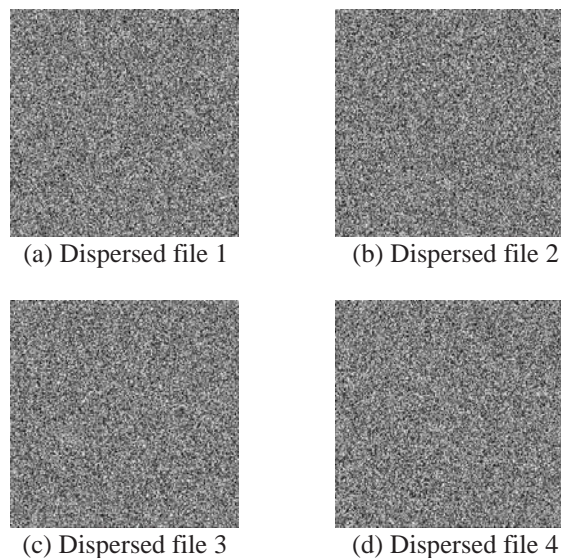 (a) Dispersed file 1
(b) Dispersed file 2
(c) Dispersed file 3
(d) Dispersed file 4